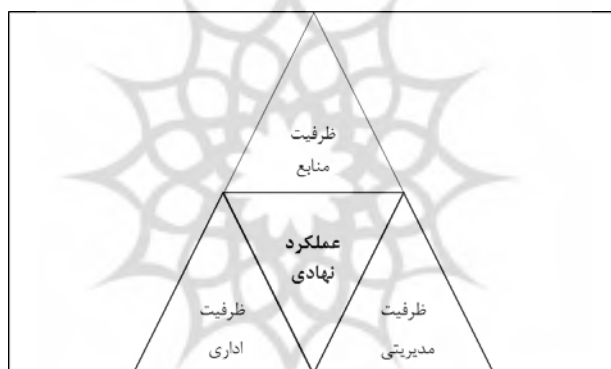 ظرفیت
منابع
عملکرد
نهادی
ظرفیت
مدیریتی
ظرفیت
اداری